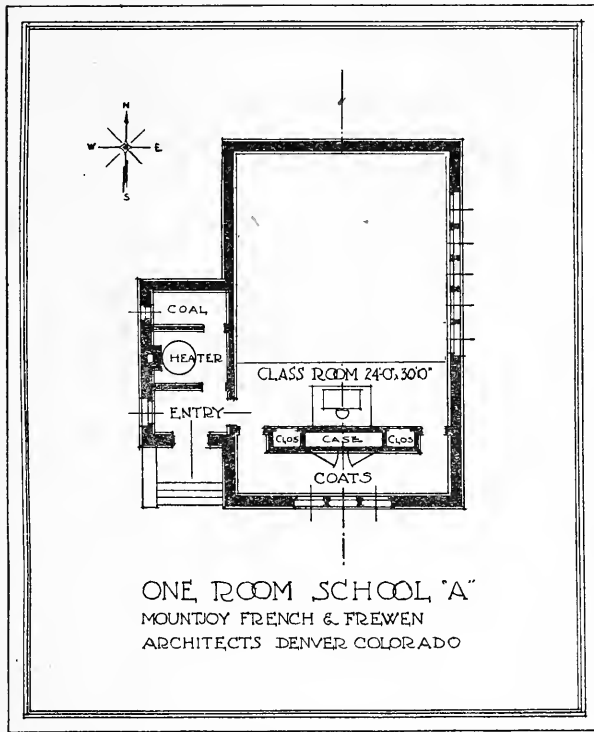 N
W E
S
COAL
HEATER
CLASS ROOM 24'-0"x30'0"
ENTRY
CLOS CASE CLOS
COATS
ONE ROOM SCHOOL "A"
MOUNTJOY FRENCH & FREWEN
ARCHITECTS DENVER COLORADO